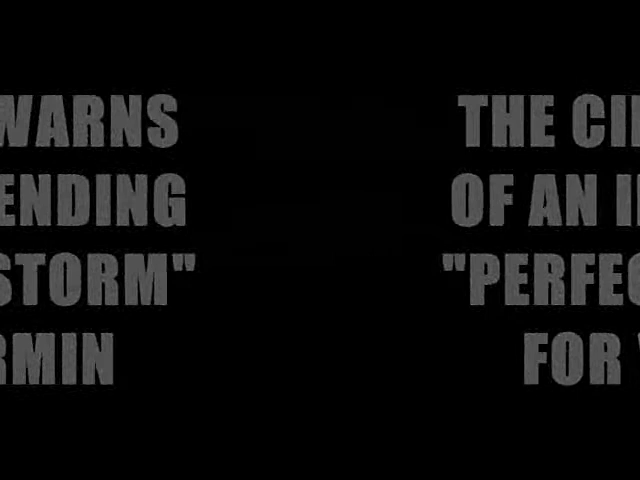 WARNS
ENDING
STORM"
RMIN
THE CI
OF AN I
"PERFEC
FOR